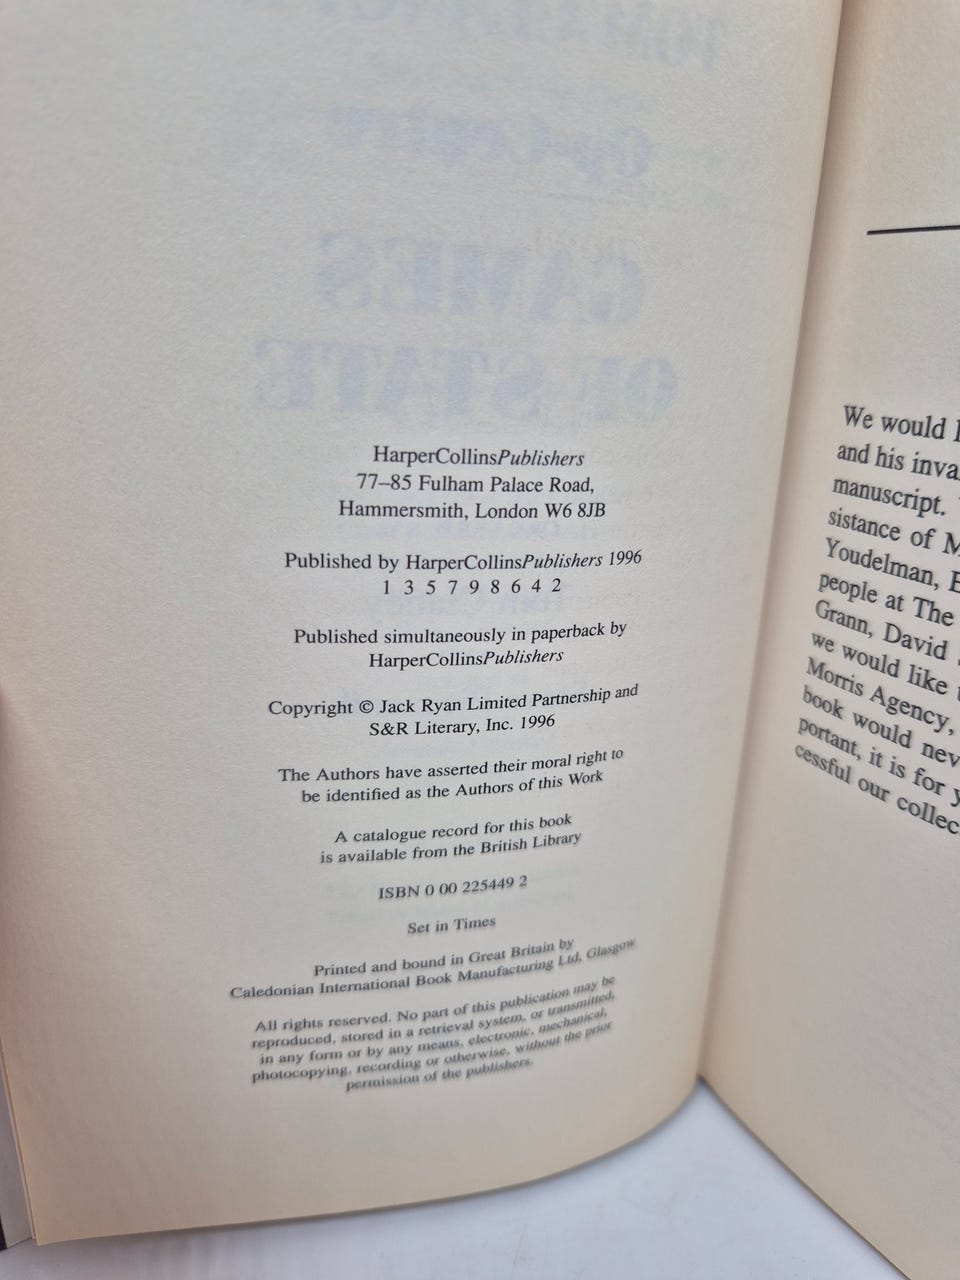 HarperCollinsPublishers
77–85 Fulham Palace Road,
Hammersmith, London W6 8JB
Published by HarperCollinsPublishers 1996
1 3 5 7 9 8 6 4 2
Published simultaneously in paperback by
HarperCollinsPublishers
Copyright © Jack Ryan Limited Partnership and
S&R Literary, Inc. 1996
The Authors have asserted their moral right to
be identified as the Authors of this Work
A catalogue record for this book
is available from the British Library
ISBN 0 00 225449 2
Set in Times
Printed and bound in Great Britain by
Caledonian International Book Manufacturing Ltd, Glasgow
All rights reserved. No part of this publication may be
reproduced, stored in a retrieval system, or transmitted,
in any form or by any means, electronic, mechanical,
photocopying, recording or otherwise, without the prior
permission of the publishers.
GAMES
OF STATE
We would
and his
manuscript.
sistance of
Youdelman,
people at The
Grann, David
we would like
Morris Agency,
book would
portant, it is for
cessful our